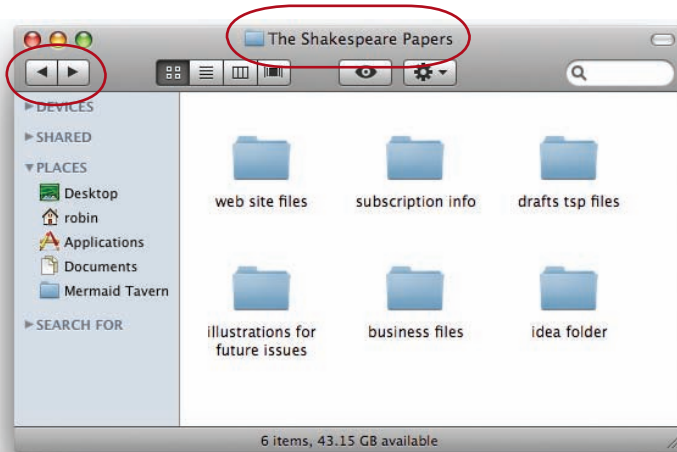 The Shakespeare Papers
DEVICES
SHARED
PLACES
Desktop
robin
Applications
Documents
Mermaid Tavern
SEARCH FOR
web site files
subscription info
drafts tsp files
illustrations for
future issues
business files
idea folder
6 items, 43.15 GB available